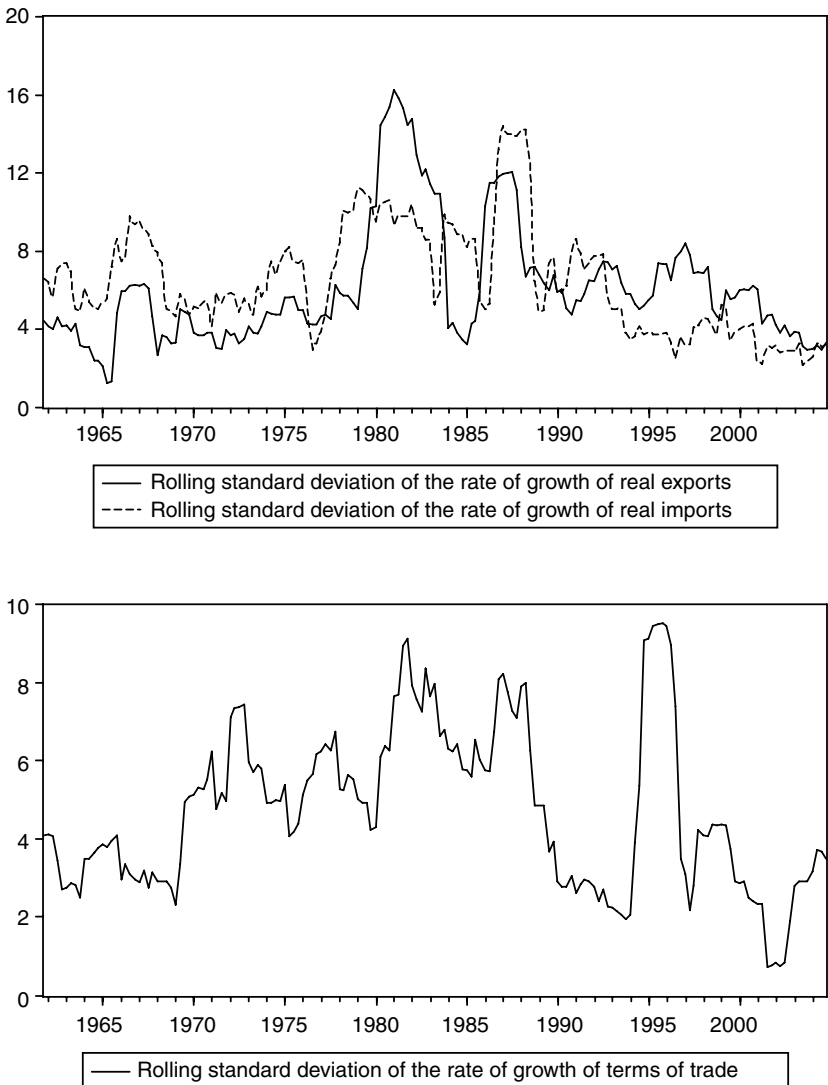 20
16
12
8
4
0
1965 1970 1975 1980 1985 1990 1995 2000
Rolling standard deviation of the rate of growth of real exports
Rolling standard deviation of the rate of growth of real imports
10
8
6
4
2
0
1965 1970 1975 1980 1985 1990 1995 2000
Rolling standard deviation of the rate of growth of terms of trade